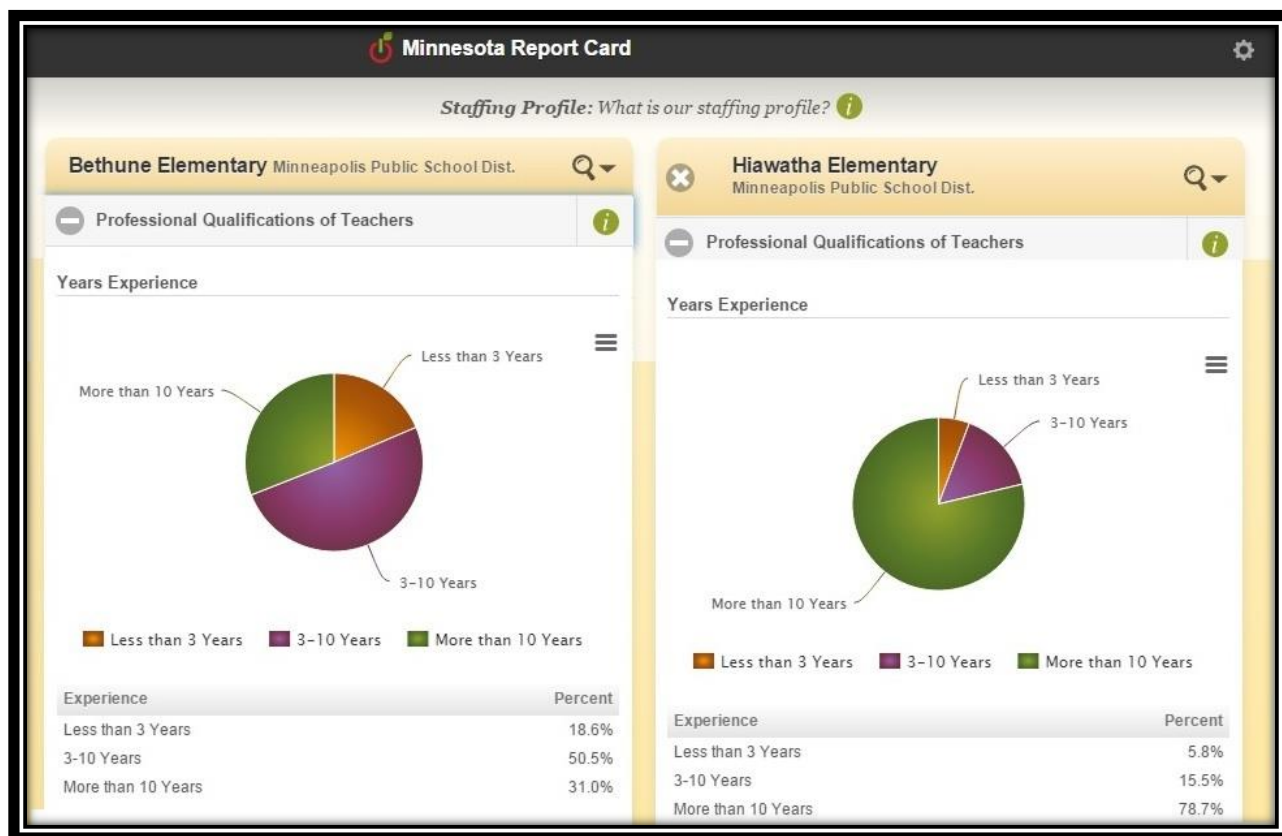 Minnesota Report Card
Staffing Profile: What is our staffing profile? i
Bethune Elementary Minneapolis Public School Dist.
Professional Qualifications of Teachers i
Years Experience
Less than 3 Years
More than 10 Years
3-10 Years
Less than 3 Years 3-10 Years More than 10 Years
Experience Percent
Less than 3 Years 18.6%
3-10 Years 50.5%
More than 10 Years 31.0%
Hiawatha Elementary
Minneapolis Public School Dist.
Professional Qualifications of Teachers i
Years Experience
Less than 3 Years
3-10 Years
More than 10 Years
Less than 3 Years 3-10 Years More than 10 Years
Experience Percent
Less than 3 Years 5.8%
3-10 Years 15.5%
More than 10 Years 78.7%